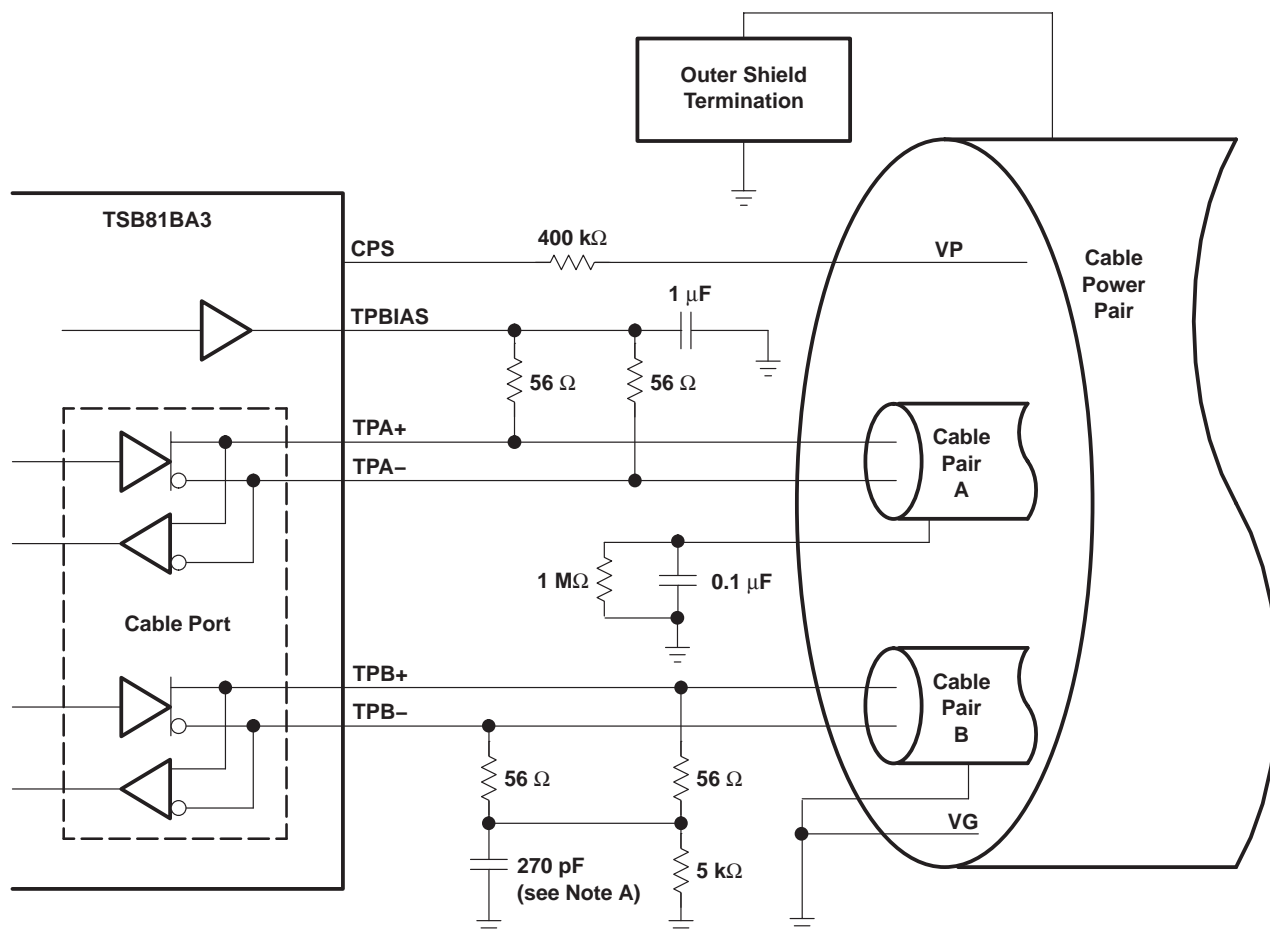 Outer Shield
Termination
TSB81BA3
CPS
400 kΩ
VP
Cable
Power
Pair
TPBIAS
1 μF
56 Ω
56 Ω
TPA+
TPA−
Cable
Pair
A
1 MΩ
0.1 μF
Cable Port
TPB+
TPB−
Cable
Pair
B
56 Ω
56 Ω
VG
270 pF
(see Note A)
5 kΩ